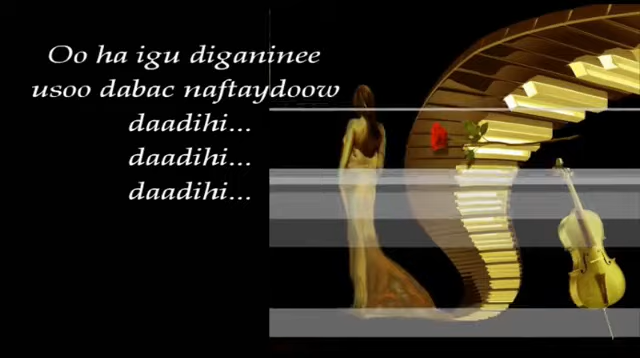 Oo ha igu diganinee
usoo dabac naftaydoow
daadihi...
daadihi...
daadihi...